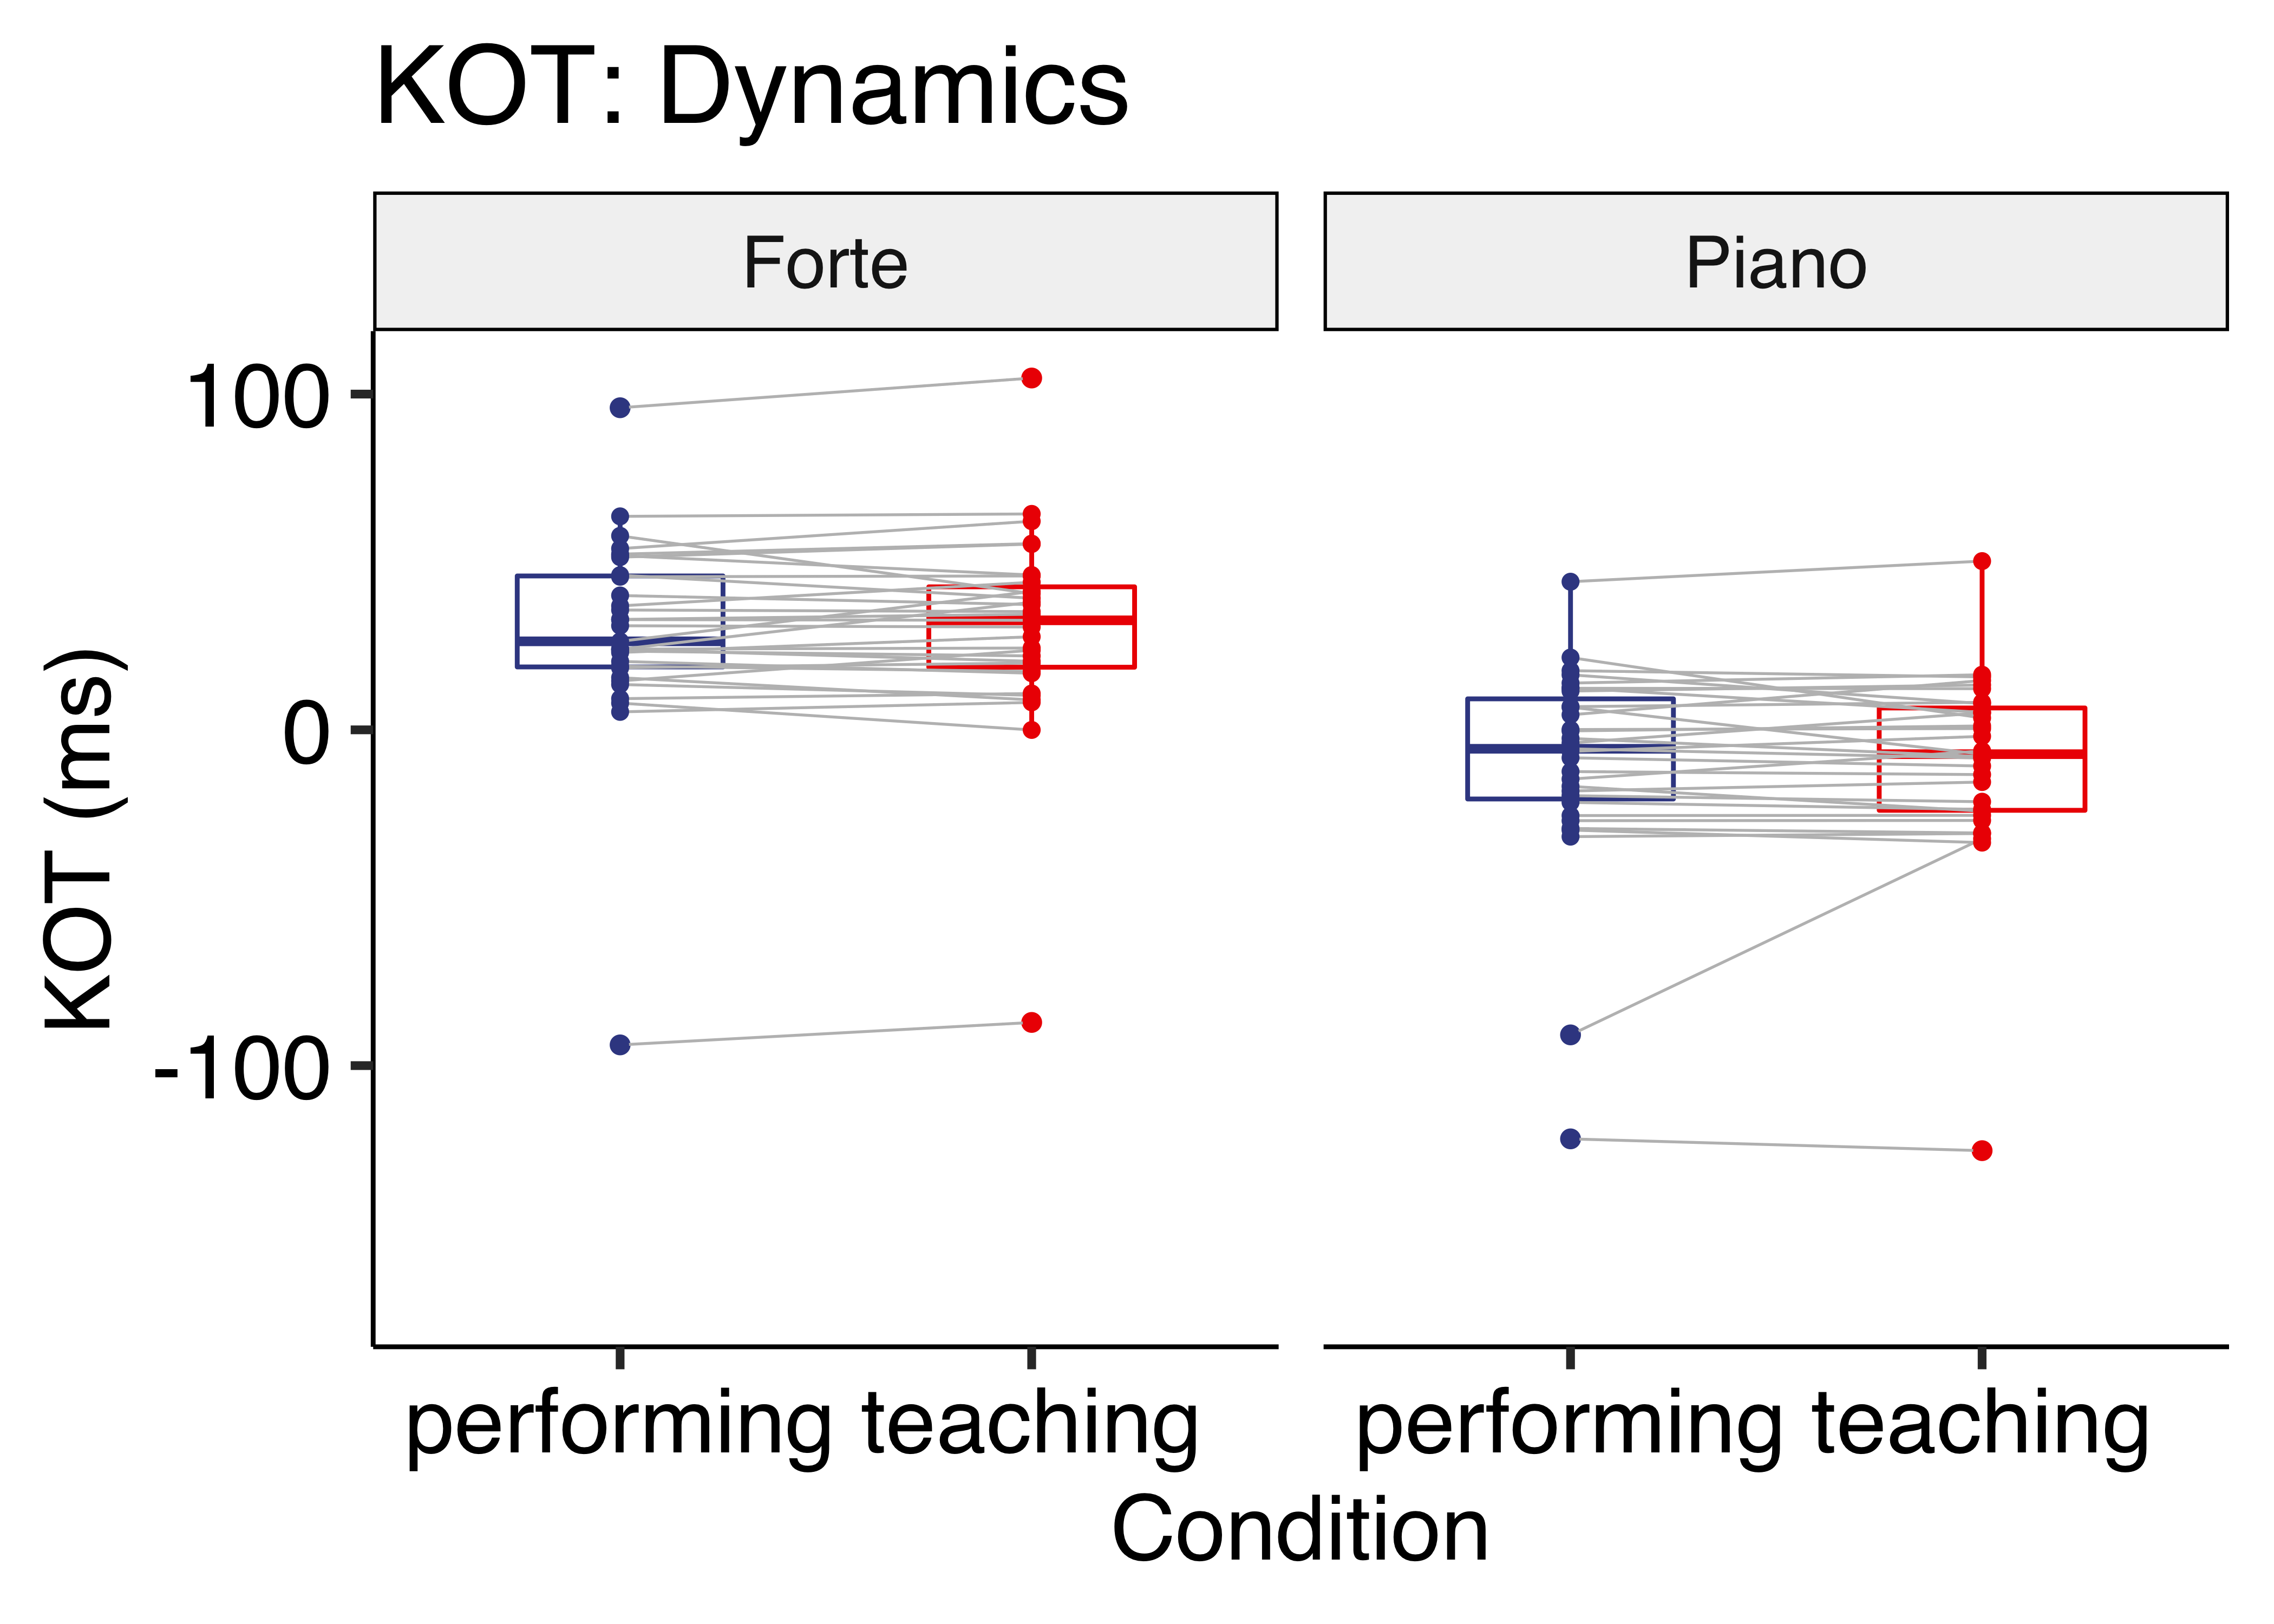 KOT: Dynamics
Forte
Piano
KOT (ms)
100
0
-100
performing teaching
performing teaching
Condition